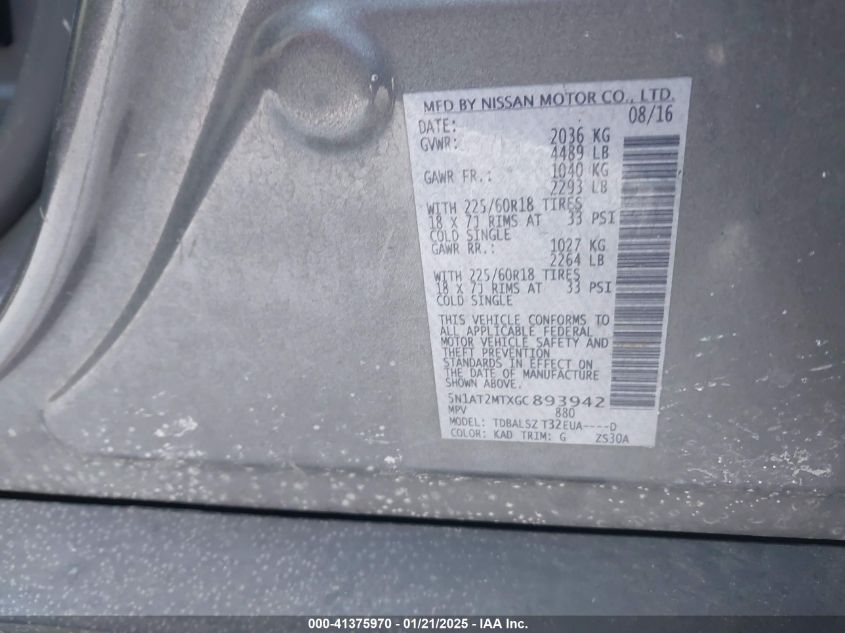 MFD BY NISSAN MOTOR CO., LTD.
DATE: 08/16
GVWR: 2036 KG
4489 LB
GAWR FR.: 1040 KG
2293 LB
WITH 225/60R18 TIRES
18 X 7J RIMS AT 33 PSI
COLD SINGLE
GAWR RR.: 1027 KG
2264 LB
WITH 225/60R18 TIRES
18 X 7J RIMS AT 33 PSI
COLD SINGLE
THIS VEHICLE CONFORMS TO
ALL APPLICABLE FEDERAL
MOTOR VEHICLE SAFETY AND
THEFT PREVENTION
STANDARDS IN EFFECT ON
THE DATE OF MANUFACTURE
SHOWN ABOVE.
5N1AT2MTXGC893942
MPV 880
MODEL: TDBALSZ T32EUA----D
COLOR: KAD TRIM: G ZS30A
000-41375970 / 01/21/2025 - IAA Inc.